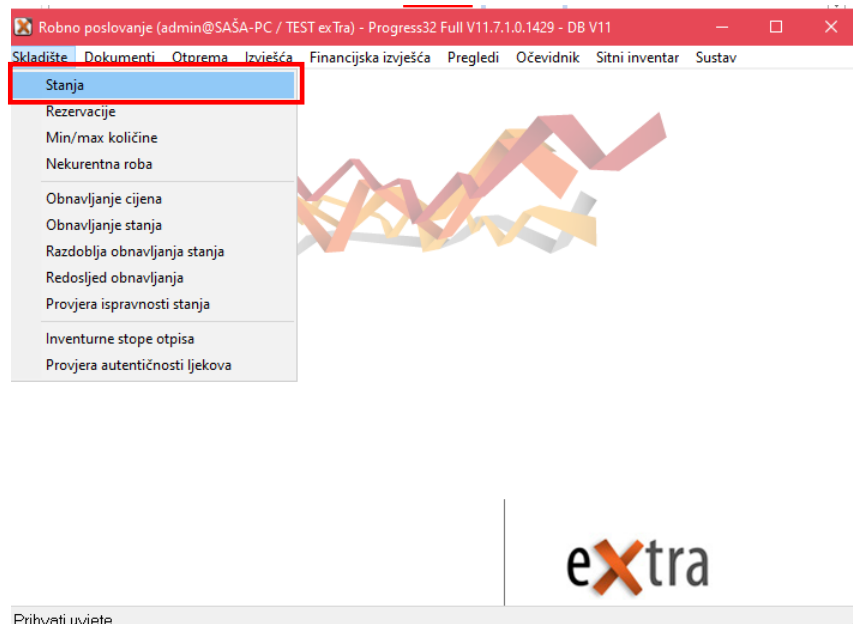 Robno poslovanje (admin@SAŠA-PC / TEST exTra) - Progress32 Full V11.7.1.0.1429 - DB V11
Skladište Dokumenti Otprema Izvješća Financijska izvješća Pregledi Očevidnik Sitni inventar Sustav
Stanja
Rezervacije
Min/max količine
Nekurentna roba
Obnavljanje cijena
Obnavljanje stanja
Razdoblja obnavljanja stanja
Redosljed obnavljanja
Provjera ispravnosti stanja
Inventurne stope otpisa
Provjera autentičnosti ljekova
eXtra
Prihvati uvjete